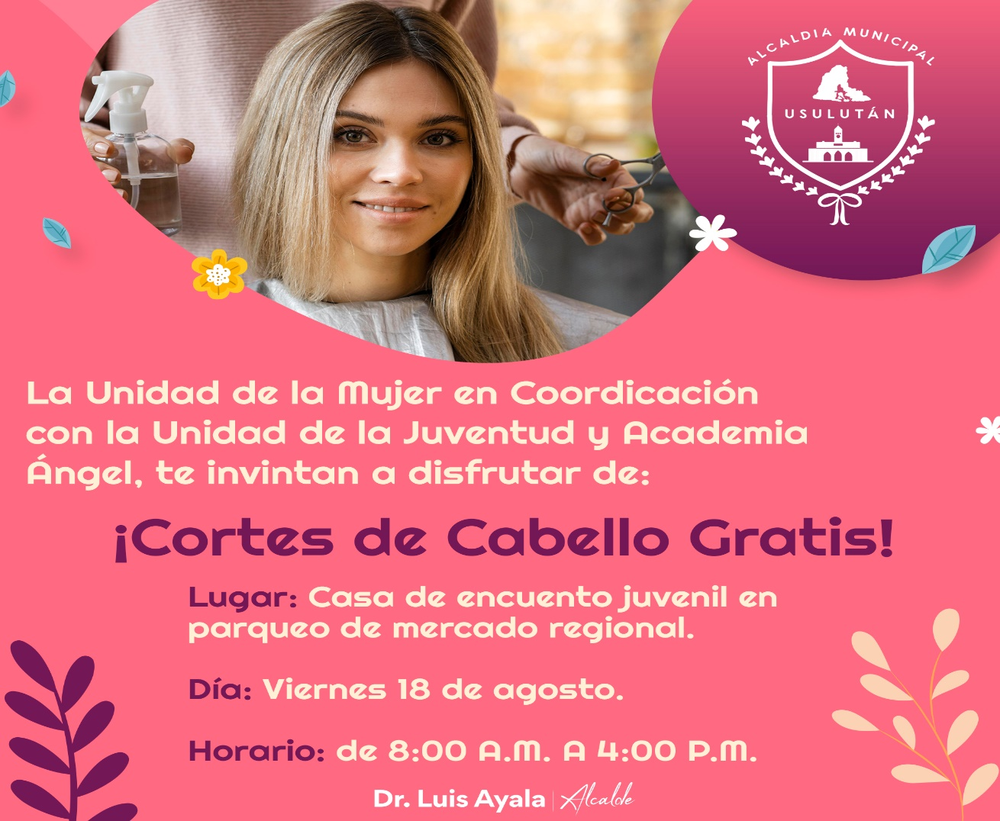 ALCALDIA MUNICIPAL
USULUTÁN
La Unidad de la Mujer en Coordicación
con la Unidad de la Juventud y Academia
Ángel, te invintan a disfrutar de:
¡Cortes de Cabello Gratis!
Lugar: Casa de encuento juvenil en
parqueo de mercado regional.
Día: Viernes 18 de agosto.
Horario: de 8:00 A.M. A 4:00 P.M.
Dr. Luis Ayala | Alcalde